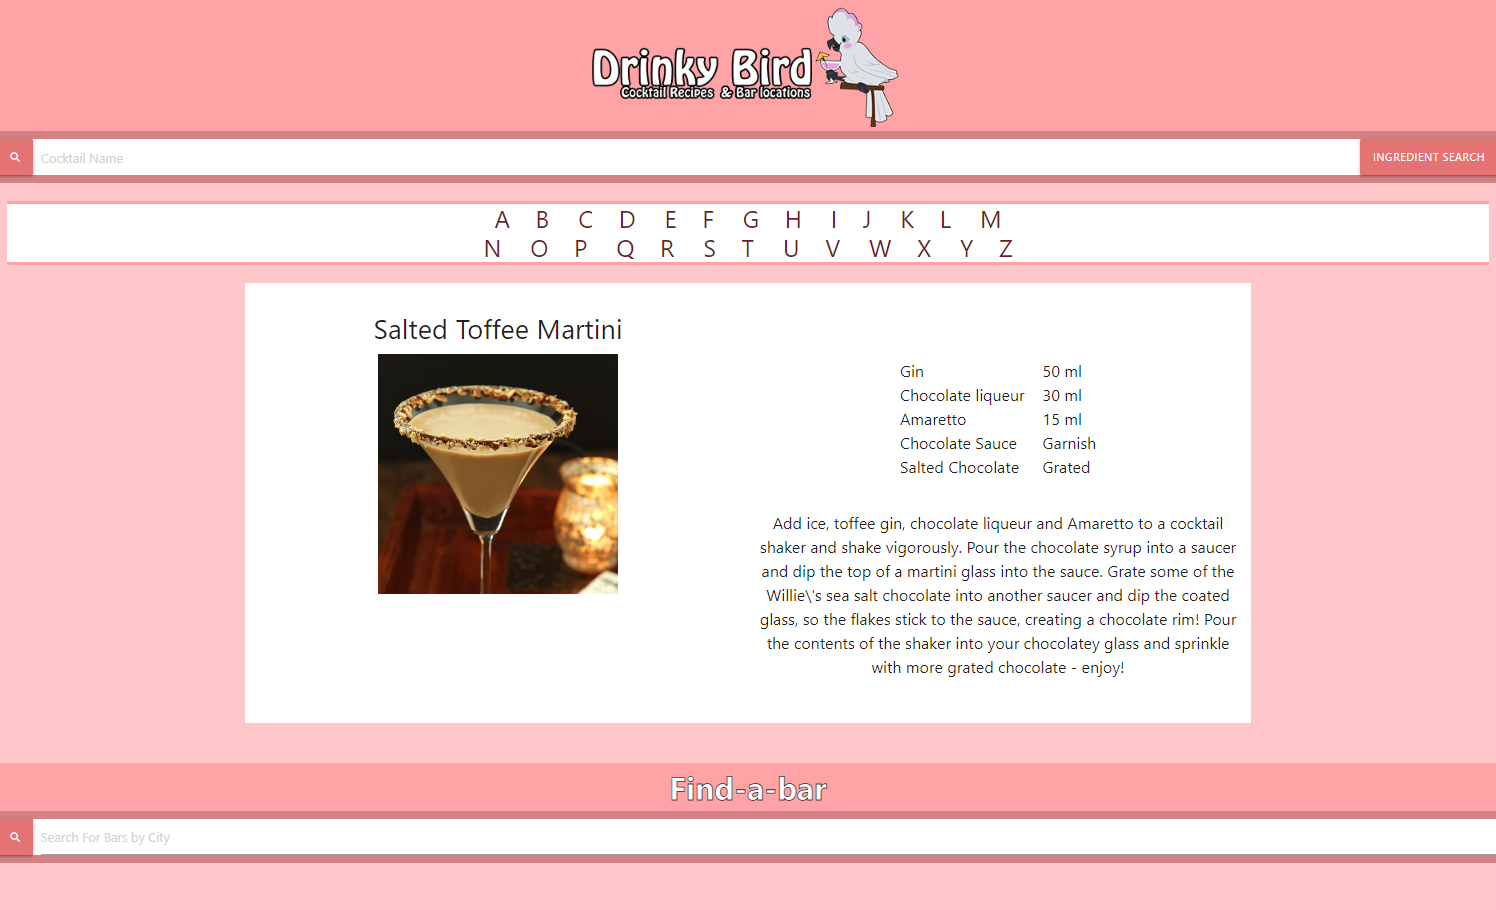 Drinky Bird
Cocktail Recipes & Bar locations
Cocktail Name
INGREDIENT SEARCH
A B C D E F G H I J K L M
N O P Q R S T U V W X Y Z
Salted Toffee Martini
Gin 50 ml
Chocolate liqueur 30 ml
Amaretto 15 ml
Chocolate Sauce Garnish
Salted Chocolate Grated
Add ice, toffee gin, chocolate liqueur and Amaretto to a cocktail
shaker and shake vigorously. Pour the chocolate syrup into a saucer
and dip the top of a martini glass into the sauce. Grate some of the
Willie\'s sea salt chocolate into another saucer and dip the coated
glass, so the flakes stick to the sauce, creating a chocolate rim! Pour
the contents of the shaker into your chocolatey glass and sprinkle
with more grated chocolate - enjoy!
Find-a-bar
Search For Bars by City